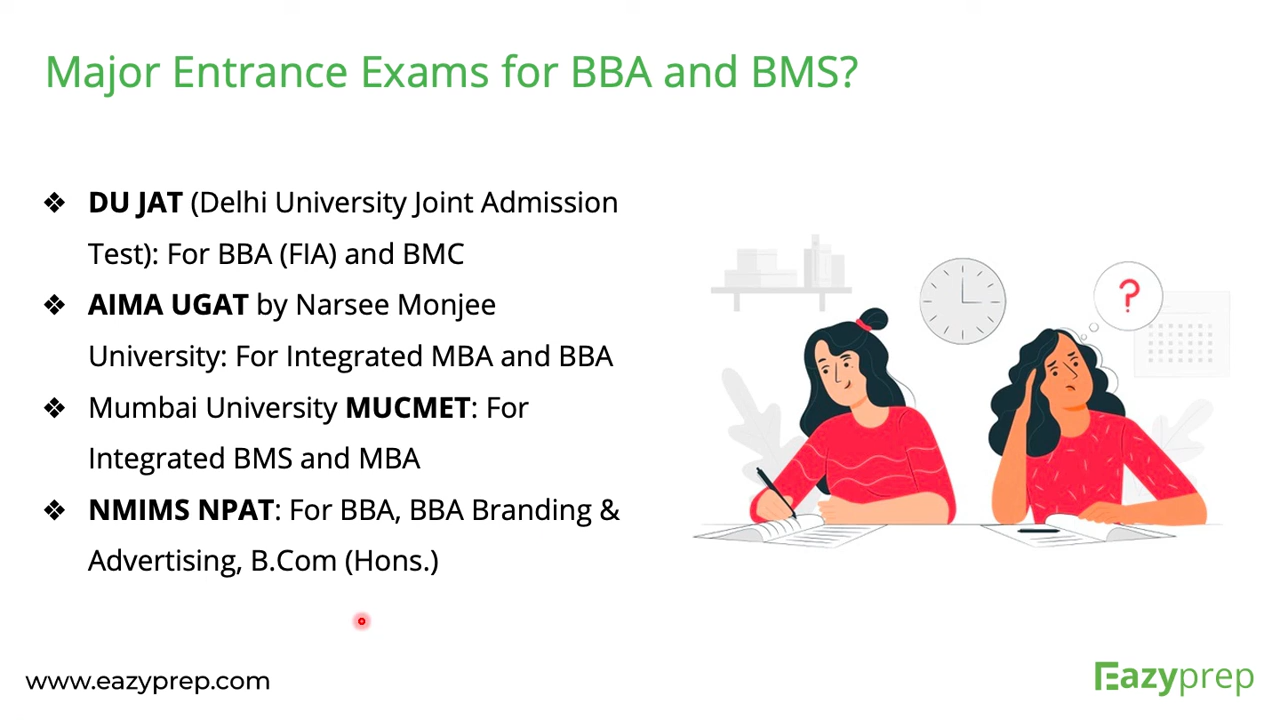 Major Entrance Exams for BBA and BMS?
❖ DU JAT (Delhi University Joint Admission
Test): For BBA (FIA) and BMC
❖ AIMA UGAT by Narsee Monjee
University: For Integrated MBA and BBA
❖ Mumbai University MUCMET: For
Integrated BMS and MBA
❖ NMIMS NPAT: For BBA, BBA Branding &
Advertising, B.Com (Hons.)
?
www.eazyprep.com
Eazyprep